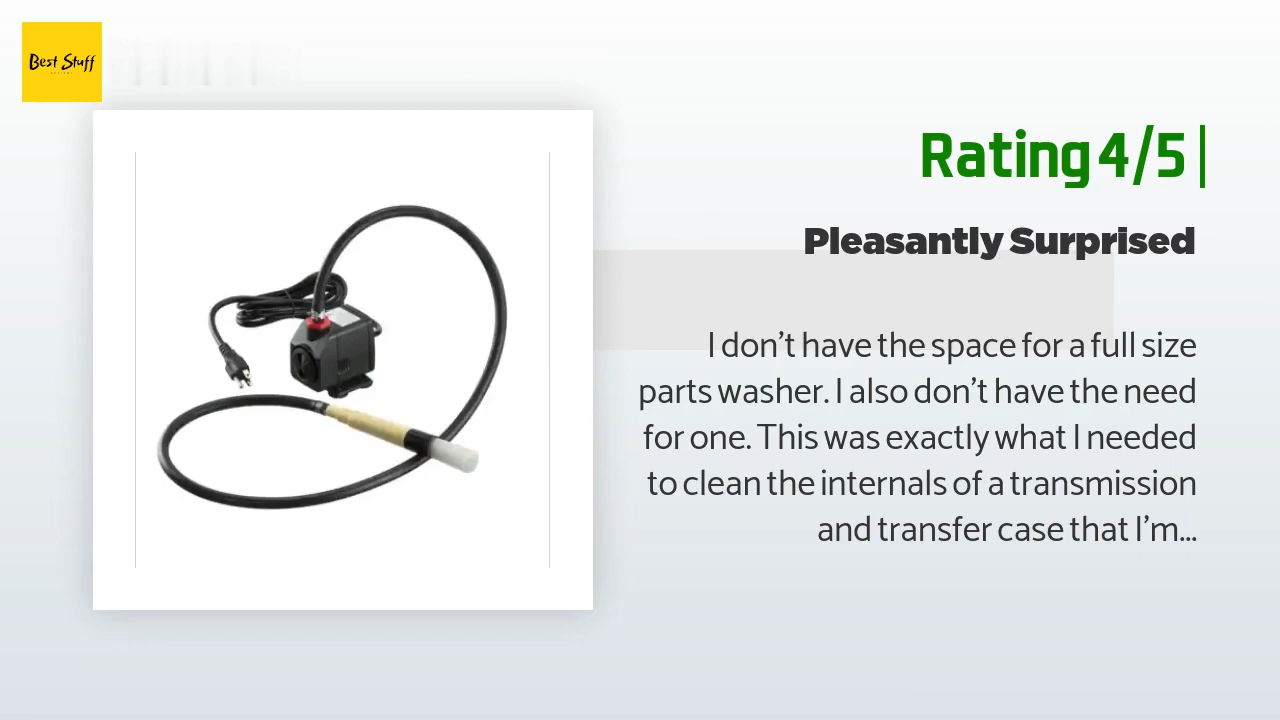 Best Stuff
Rating 4/5 |
Pleasantly Surprised
I don't have the space for a full size
parts washer. I also don't have the need
for one. This was exactly what I needed
to clean the internals of a transmission
and transfer case that I'm...